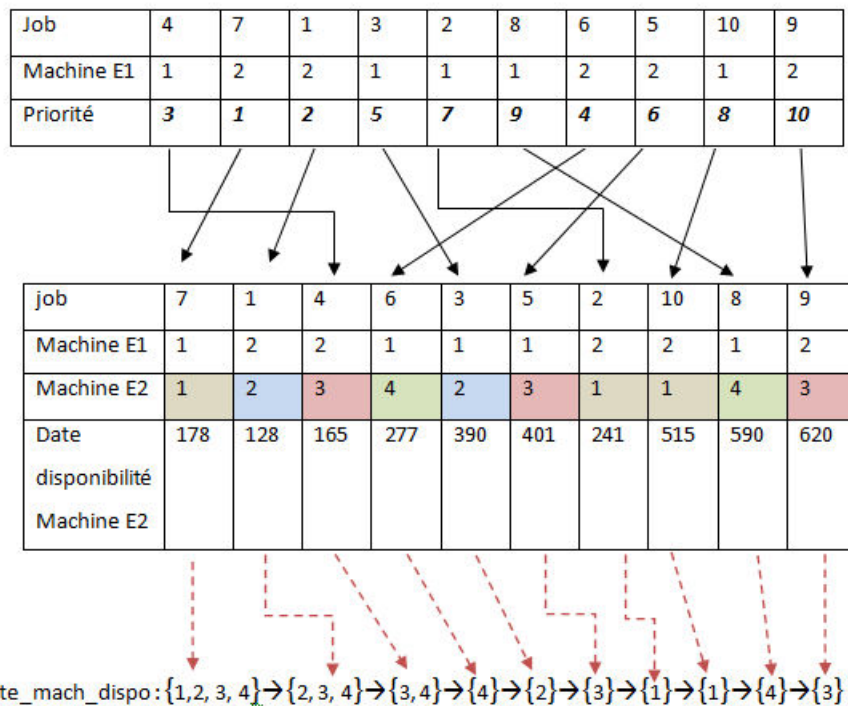 Job 4 7 1 3 2 8 6 5 10 9
Machine E1 1 2 2 1 1 1 2 2 1 2
Priorité 3 1 2 5 7 9 4 6 8 10
job 7 1 4 6 3 5 2 10 8 9
Machine E1 1 2 2 1 1 1 2 2 1 2
Machine E2 1 2 3 4 2 3 1 1 4 3
Date 178 128 165 277 390 401 241 515 590 620
disponibilité
Machine E2
te_mach_dispo : {1,2, 3, 4}→{2, 3, 4}→{3, 4}→{4}→{2}→{3}→{1}→{1}→{4}→{3}